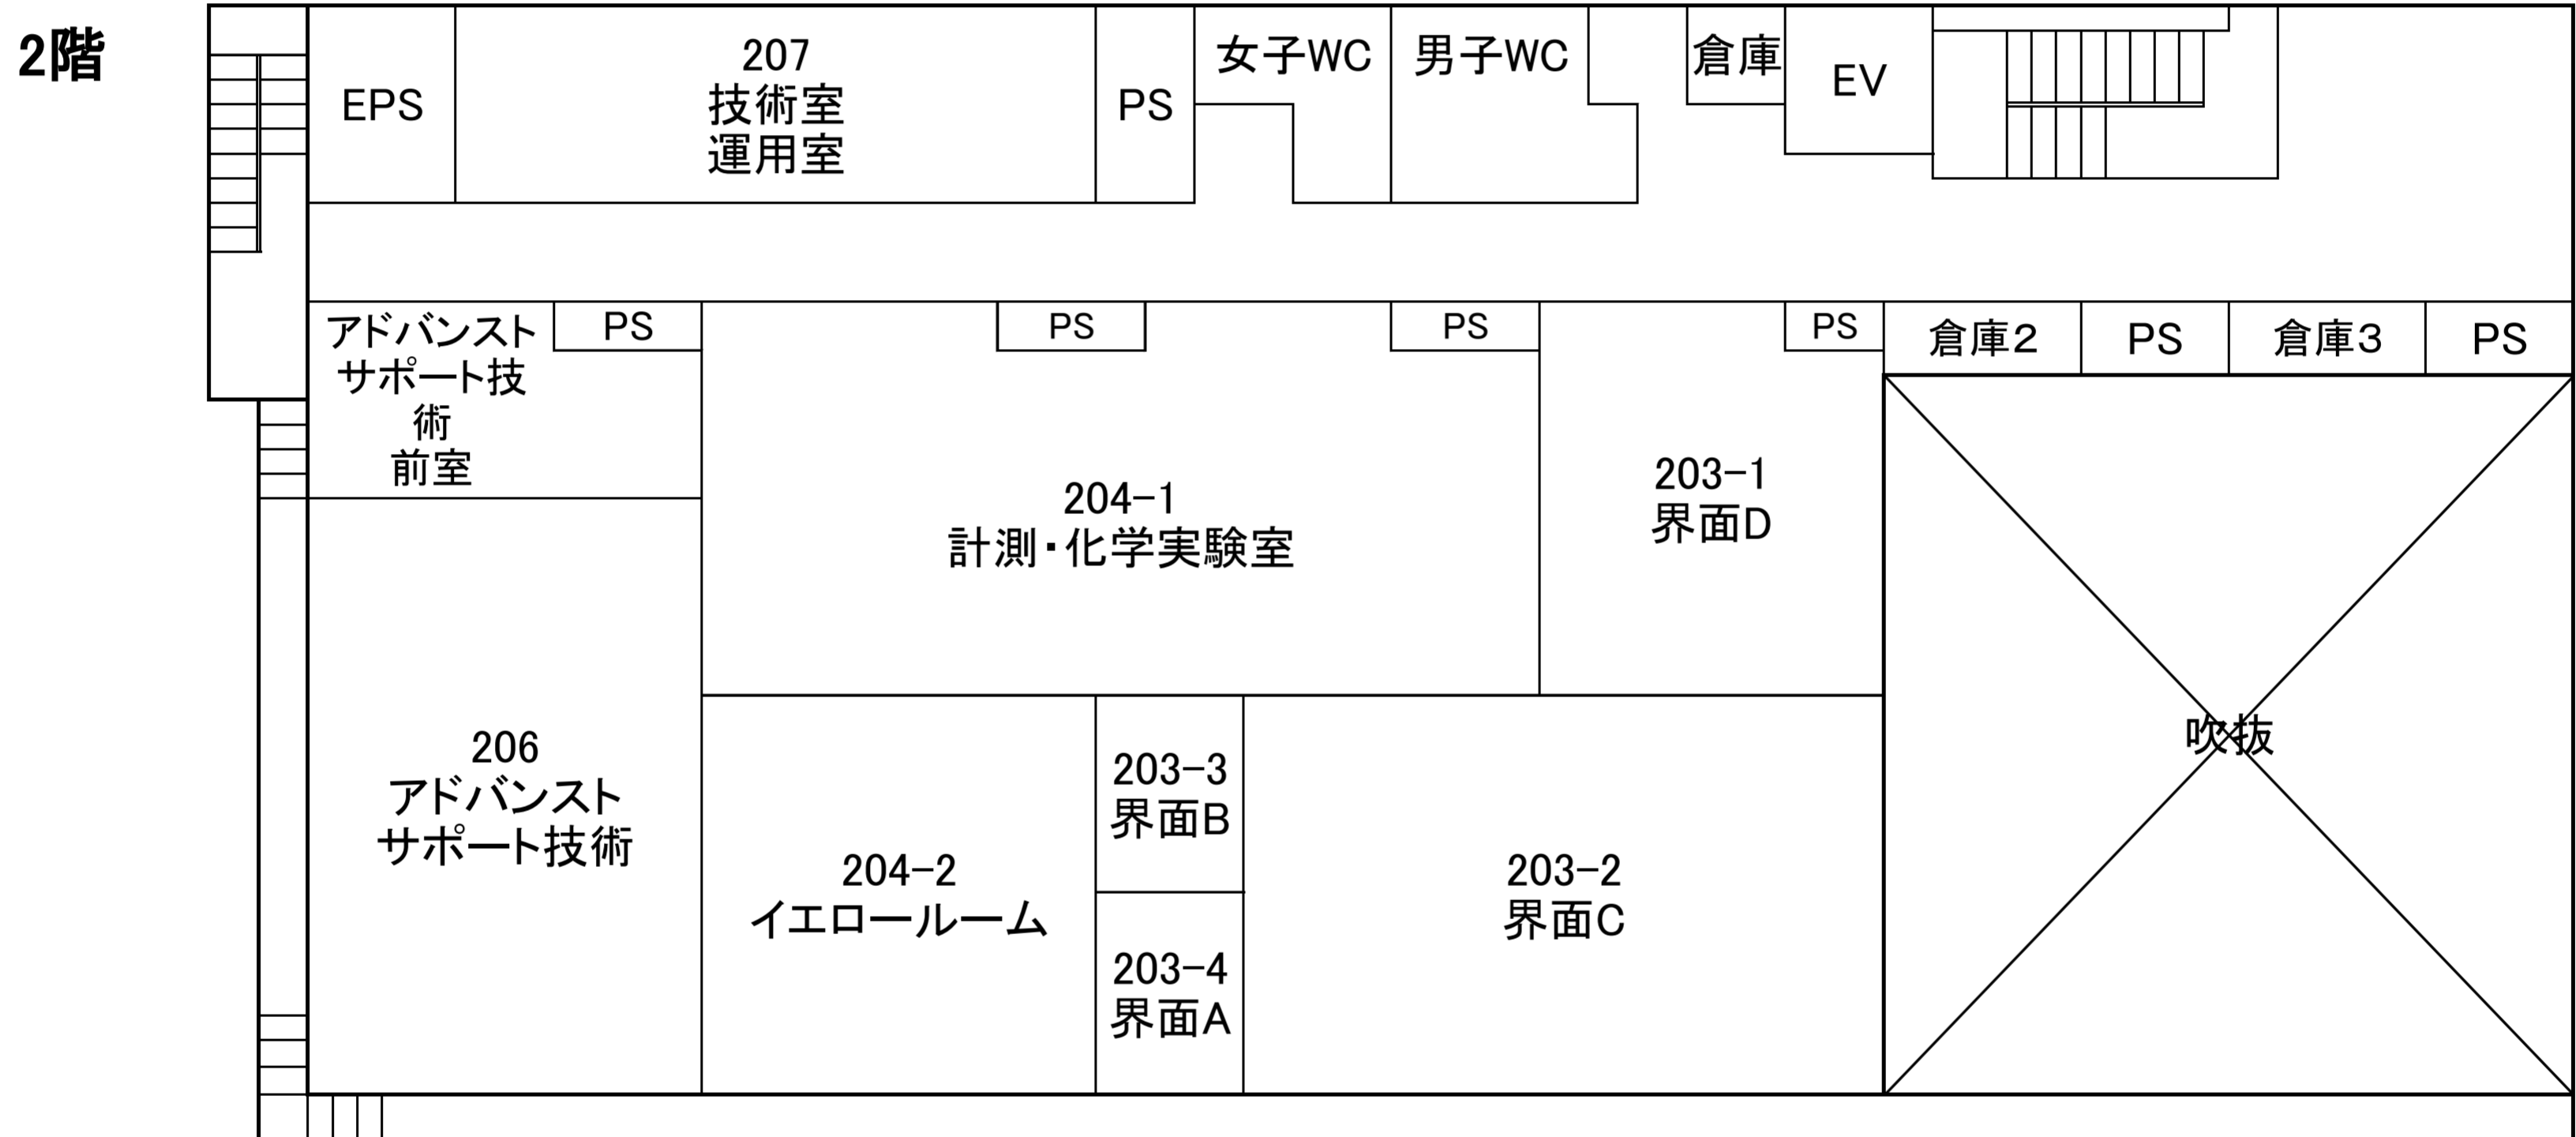 2階
EPS
207
技術室
運用室
PS
女子WC
男子WC
倉庫
EV
アドバンスト
サポート技
術
前室
PS
PS
PS
PS
倉庫2
PS
倉庫3
PS
204-1
計測・化学実験室
203-1
界面D
206
アドバンスト
サポート技術
204-2
イエロールーム
203-3
界面B
203-4
界面A
203-2
界面C
吹抜